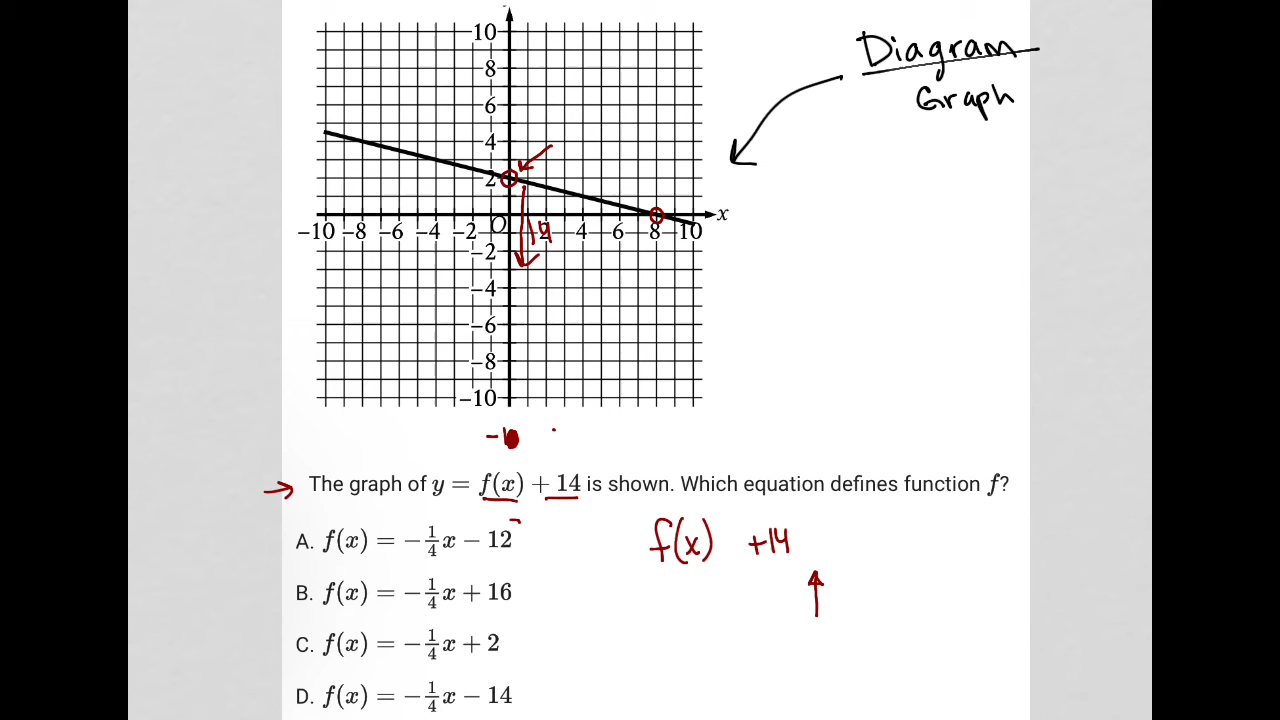 10
8
6
4
2
x
-10 -8 -6 -4 -2 O 2 4 6 8 10
-2
-4
-6
-8
-10
14
Diagram
Graph
The graph of y = f(x) + 14 is shown. Which equation defines function f?
A. f(x) = -1/4x - 12
B. f(x) = -1/4x + 16
C. f(x) = -1/4x + 2
D. f(x) = -1/4x - 14
f(x) +14